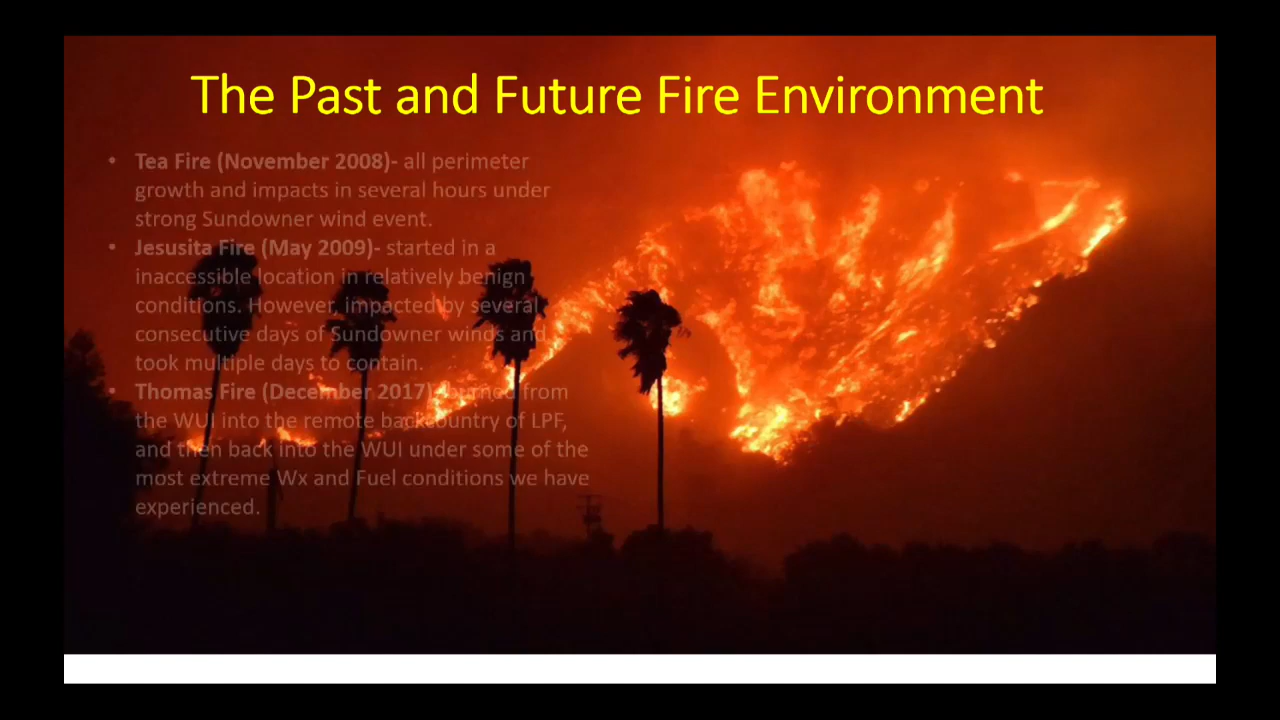 The Past and Future Fire Environment
• Tea Fire (November 2008)- all perimeter
growth and impacts in several hours under
strong Sundowner wind event.
• Jesusita Fire (May 2009)- started in a
inaccessible location in relatively benign
conditions. However impacted by several
consecutive days of Sundowner winds and
took multiple days to contain.
• Thomas Fire (December 2017)- burned from
the WUI into the remote backcountry of LPF,
and then back into the WUI under some of the
most extreme Wx and Fuel conditions we have
experienced.